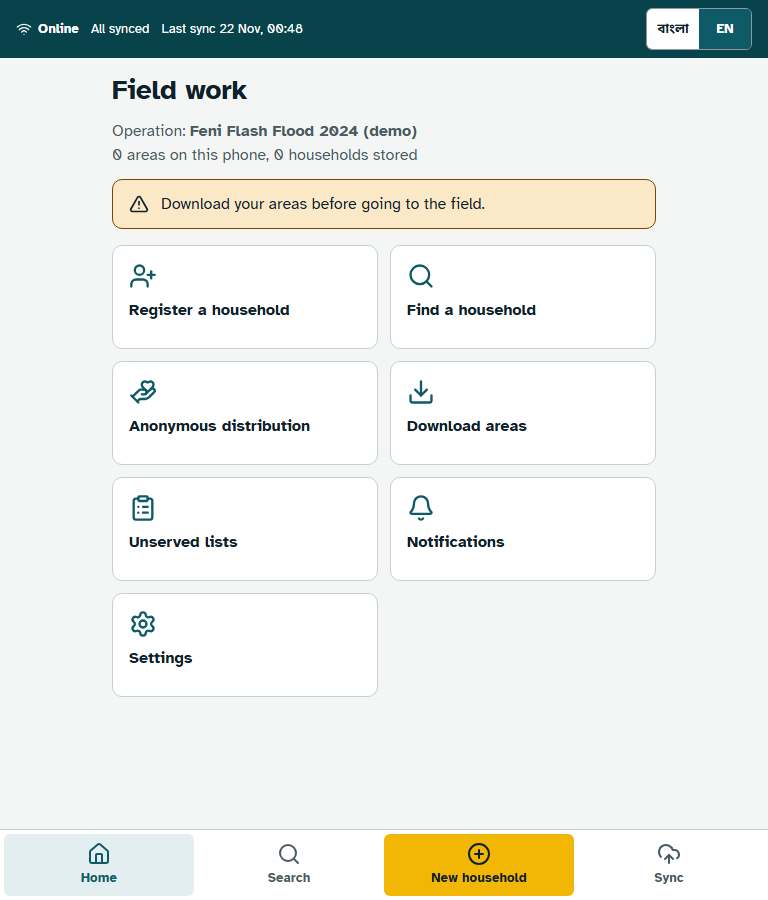 Online All synced Last sync 22 Nov, 00:48 বাংলা EN
Field work
Operation: Feni Flash Flood 2024 (demo)
0 areas on this phone, 0 households stored
Download your areas before going to the field.
Register a household
Find a household
Anonymous distribution
Download areas
Unserved lists
Notifications
Settings
Home
Search
New household
Sync